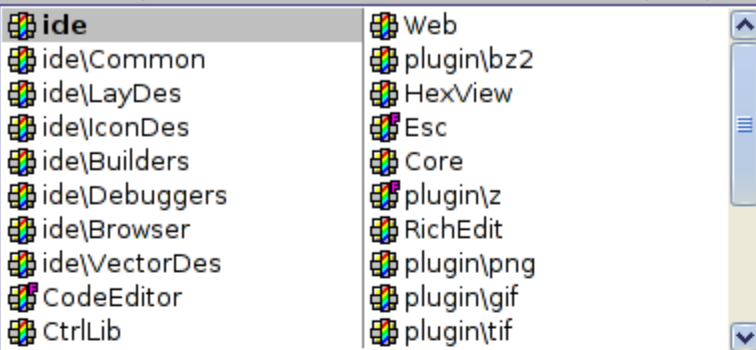 ide
ide\Common
ide\LayDes
ide\IconDes
ide\Builders
ide\Debuggers
ide\Browser
ide\VectorDes
CodeEditor
CtrlLib
Web
plugin\bz2
HexView
Esc
Core
plugin\z
RichEdit
plugin\png
plugin\gif
plugin\tif